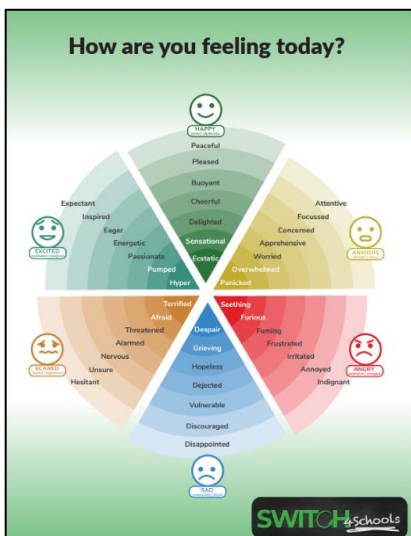 How are you feeling today?
HAPPY
Peaceful
Pleased
Buoyant
Cheerful
Delighted
Sensational
Ecstatic
EXCITED
Expectant
Inspired
Eager
Energetic
Passionate
Pumped
Hyper
ANXIOUS
Attentive
Focussed
Concerned
Apprehensive
Worried
Overwhelmed
Panicked
SCARED
Terrified
Afraid
Threatened
Alarmed
Nervous
Unsure
Hesitant
ANGRY
Seething
Furious
Fuming
Frustrated
Irritated
Annoyed
Indignant
Despair
Grieving
Hopeless
Dejected
Vulnerable
Discouraged
Disappointed
SAD
SWITCH4Schools